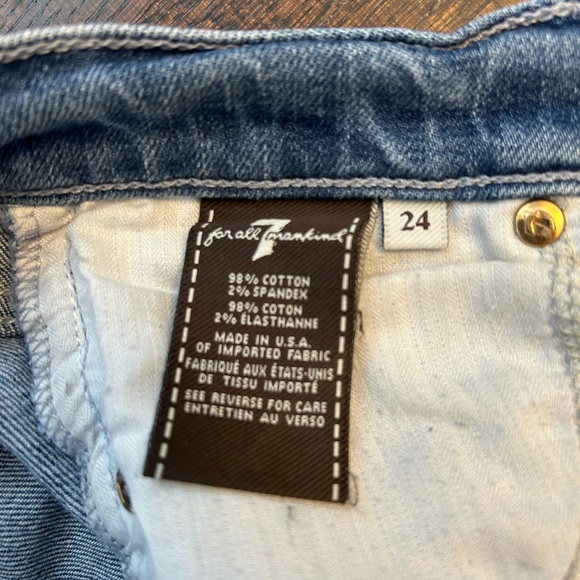 for all 7 mankind
24
98% COTTON
2% SPANDEX
98% COTON
2% ÉLASTHANNE
MADE IN U.S.A.
OF IMPORTED FABRIC
FABRIQUÉ AUX ÉTATS-UNIS
DE TISSU IMPORTÉ
SEE REVERSE FOR CARE
ENTRETIEN AU VERSO